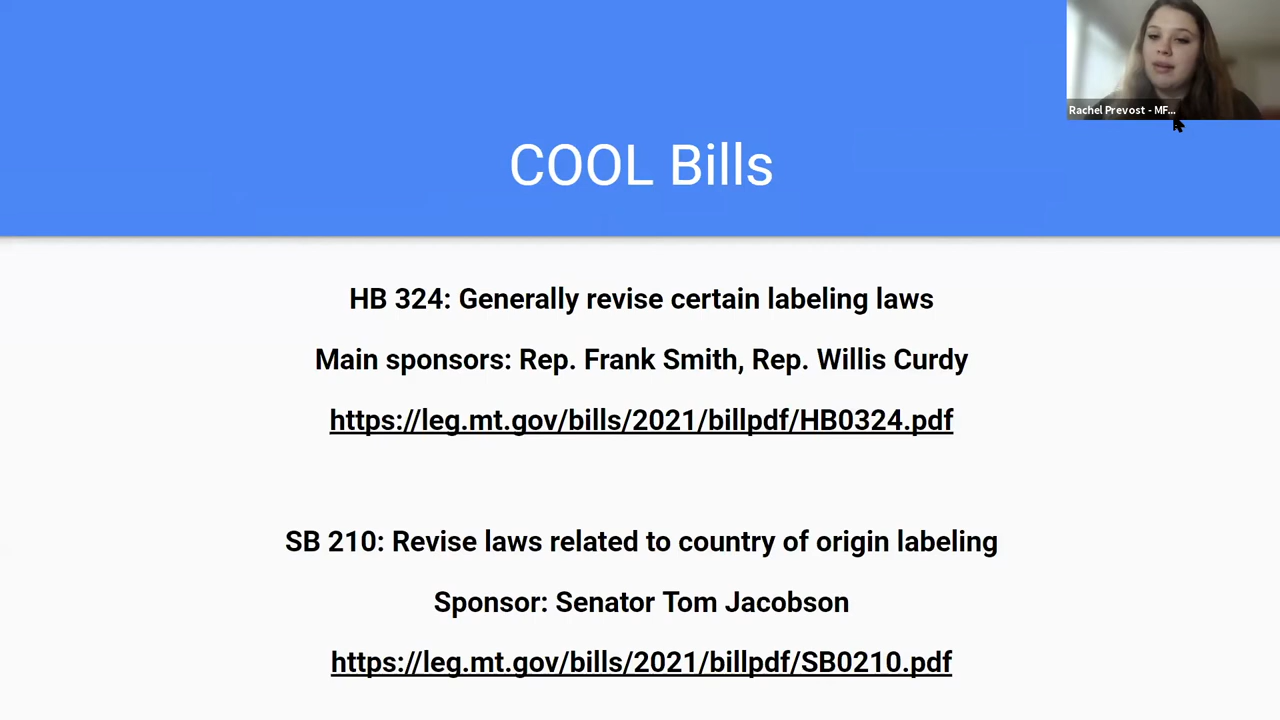 Rachel Prevost - MF...
COOL Bills
HB 324: Generally revise certain labeling laws
Main sponsors: Rep. Frank Smith, Rep. Willis Curdy
https://leg.mt.gov/bills/2021/billpdf/HB0324.pdf
SB 210: Revise laws related to country of origin labeling
Sponsor: Senator Tom Jacobson
https://leg.mt.gov/bills/2021/billpdf/SB0210.pdf